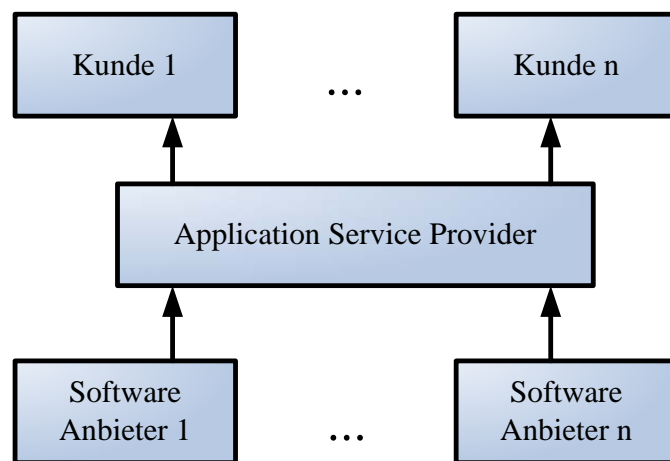 Kunde 1
...
Kunde n
Application Service Provider
Software
Anbieter 1
...
Software
Anbieter n